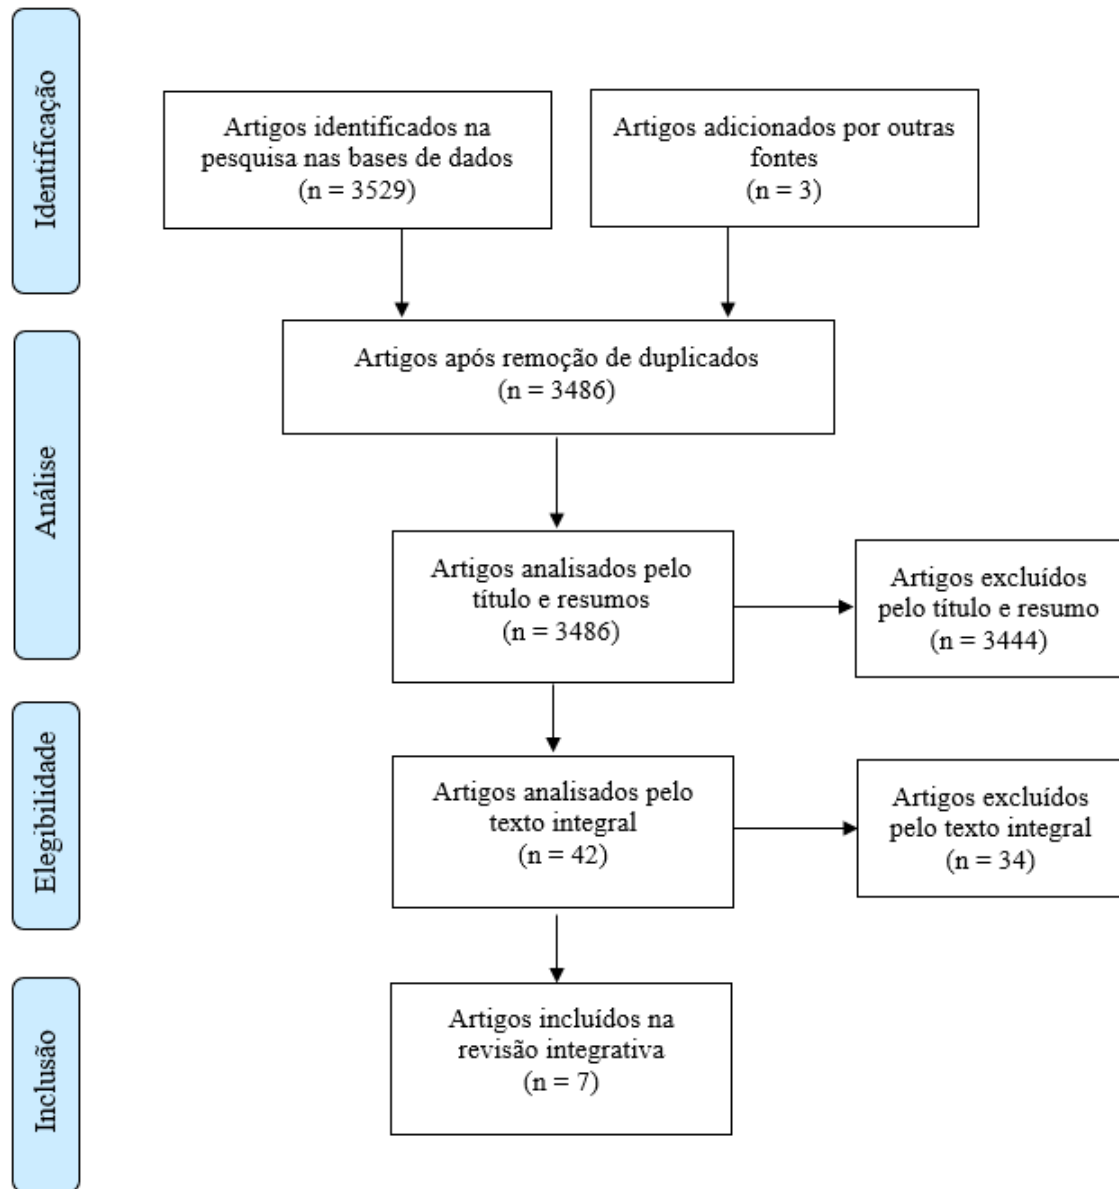 Identificação
Artigos identificados na
pesquisa nas bases de dados
(n = 3529)
Artigos adicionados por outras
fontes
(n = 3)
Análise
Artigos após remoção de duplicados
(n = 3486)
Artigos analisados pelo
título e resumos
(n = 3486)
Artigos excluídos
pelo título e resumo
(n = 3444)
Elegibilidade
Artigos analisados pelo
texto integral
(n = 42)
Artigos excluídos
pelo texto integral
(n = 34)
Inclusão
Artigos incluídos na
revisão integrativa
(n = 7)